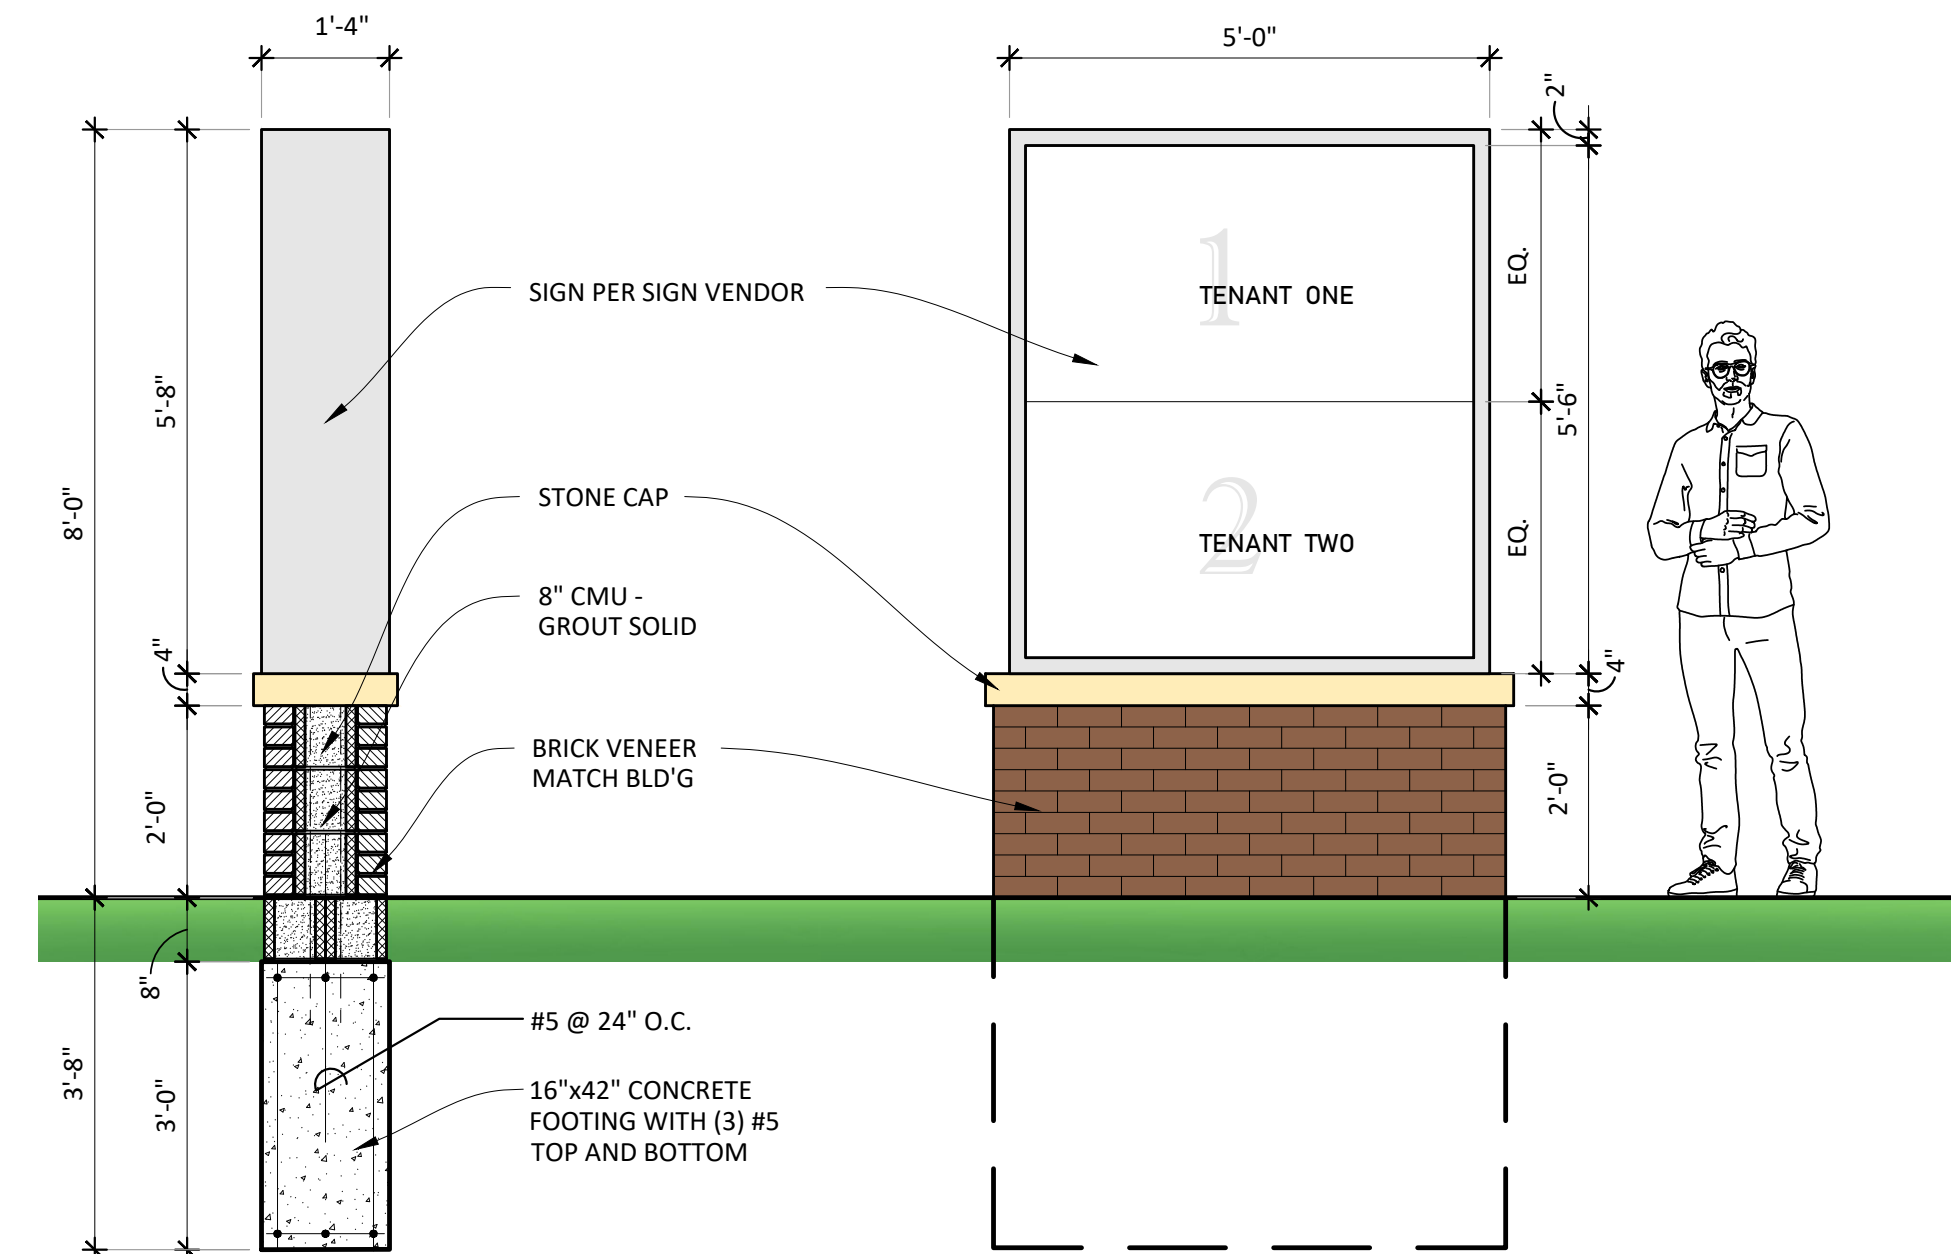 1'-4"
5'-0"
2"
8'-0"
5'-8"
SIGN PER SIGN VENDOR
1
TENANT ONE
EQ.
5'-6"
STONE CAP
2
TENANT TWO
EQ.
4"
8" CMU -
GROUT SOLID
4"
2'-0"
BRICK VENEER
MATCH BLD'G
2'-0"
8"
3'-8"
3'-0"
#5 @ 24" O.C.
16"x42" CONCRETE
FOOTING WITH (3) #5
TOP AND BOTTOM